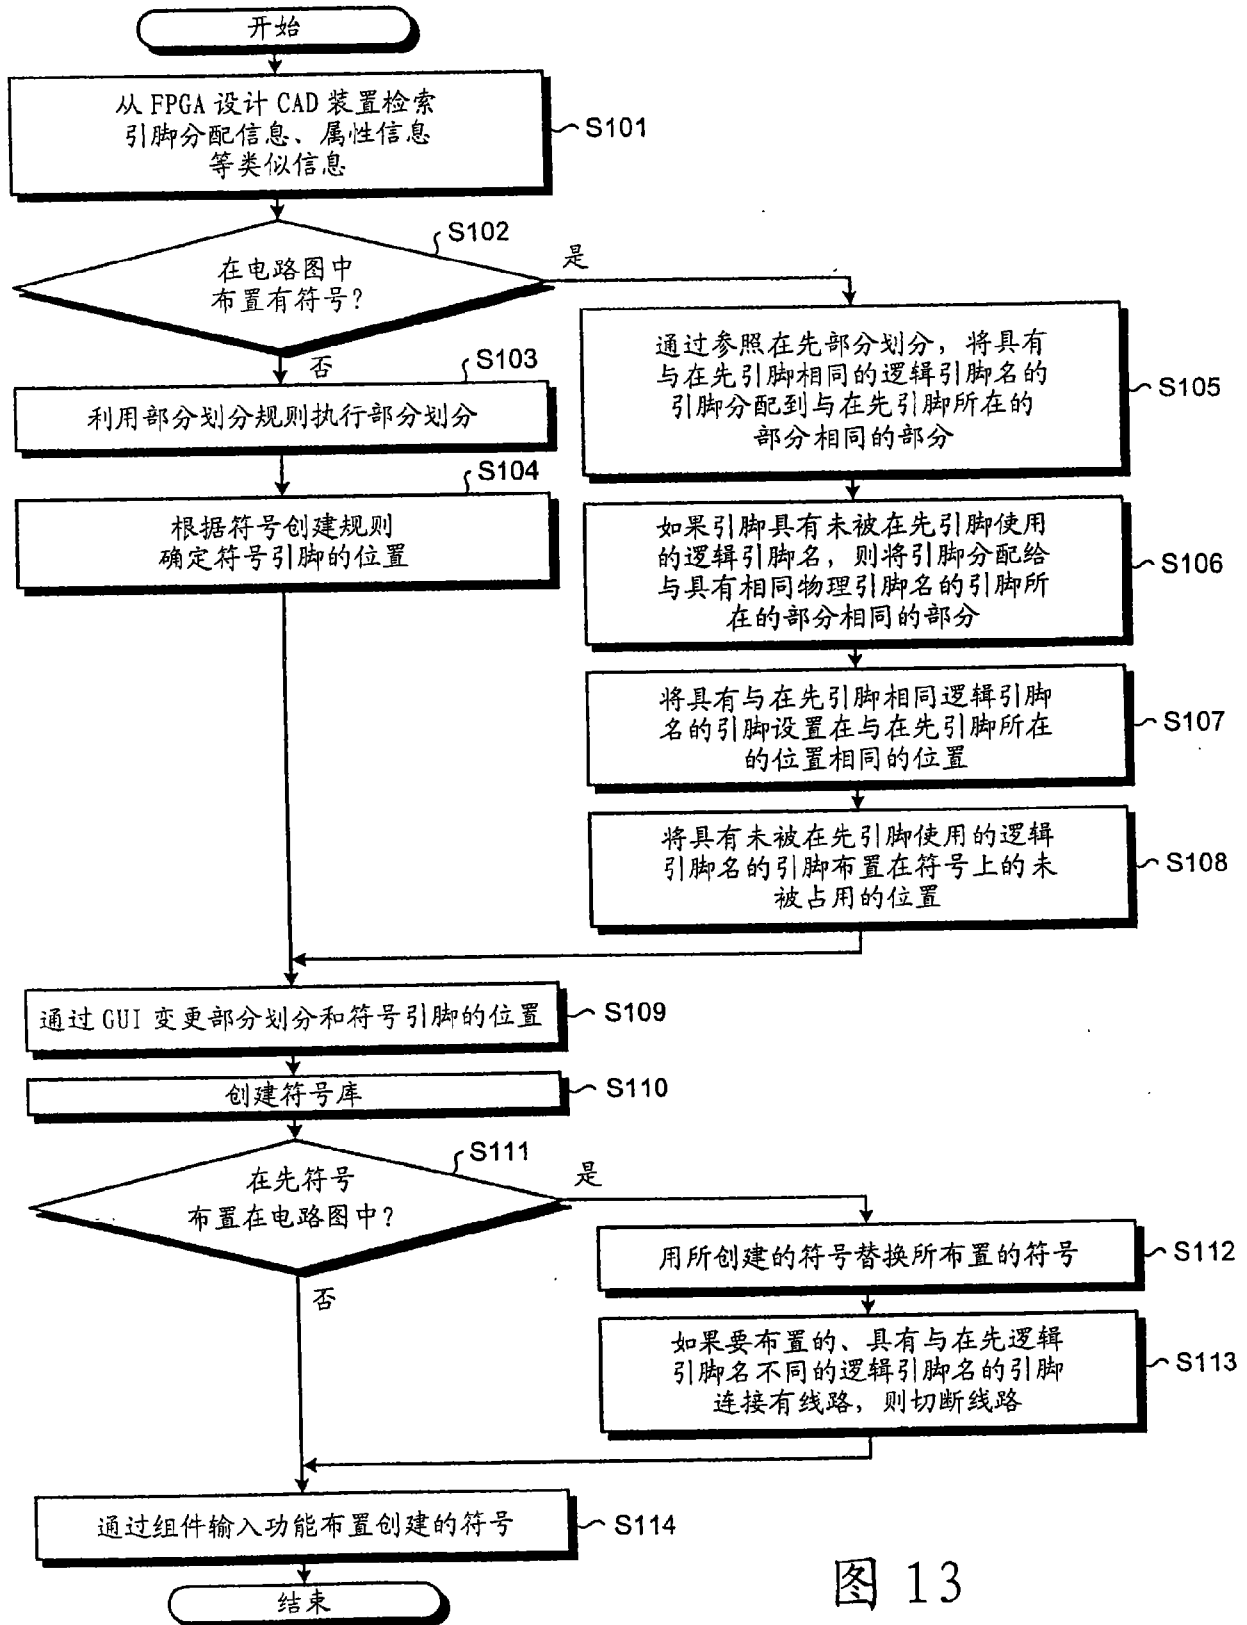 开始
从 FPGA 设计 CAD 装置检索
引脚分配信息、属性信息
等类似信息
S101
S102
在电路图中
布置有符号?
是
否
S103
利用部分划分规则执行部分划分
S104
根据符号创建规则
确定符号引脚的位置
通过参照在先部分划分，将具有
与在先引脚相同的逻辑引脚名的
引脚分配到与在先引脚所在的
部分相同的部分
S105
如果引脚具有未被在先引脚使用
的逻辑引脚名，则将引脚分配给
与具有相同物理引脚名的引脚所
在的部分相同的部分
S106
将具有与在先引脚相同逻辑引脚
名的引脚设置在与在先引脚所在
的位置相同的位置
S107
将具有未被在先引脚使用的逻辑
引脚名的引脚布置在符号上的未
被占用的位置
S108
通过 GUI 变更部分划分和符号引脚的位置
S109
创建符号库
S110
S111
在先符号
布置在电路图中?
是
否
用所创建的符号替换所布置的符号
S112
如果要布置的、具有与在先逻辑
引脚名不同的逻辑引脚名的引脚
连接有线路，则切断线路
S113
通过组件输入功能布置创建的符号
S114
结束
图 13